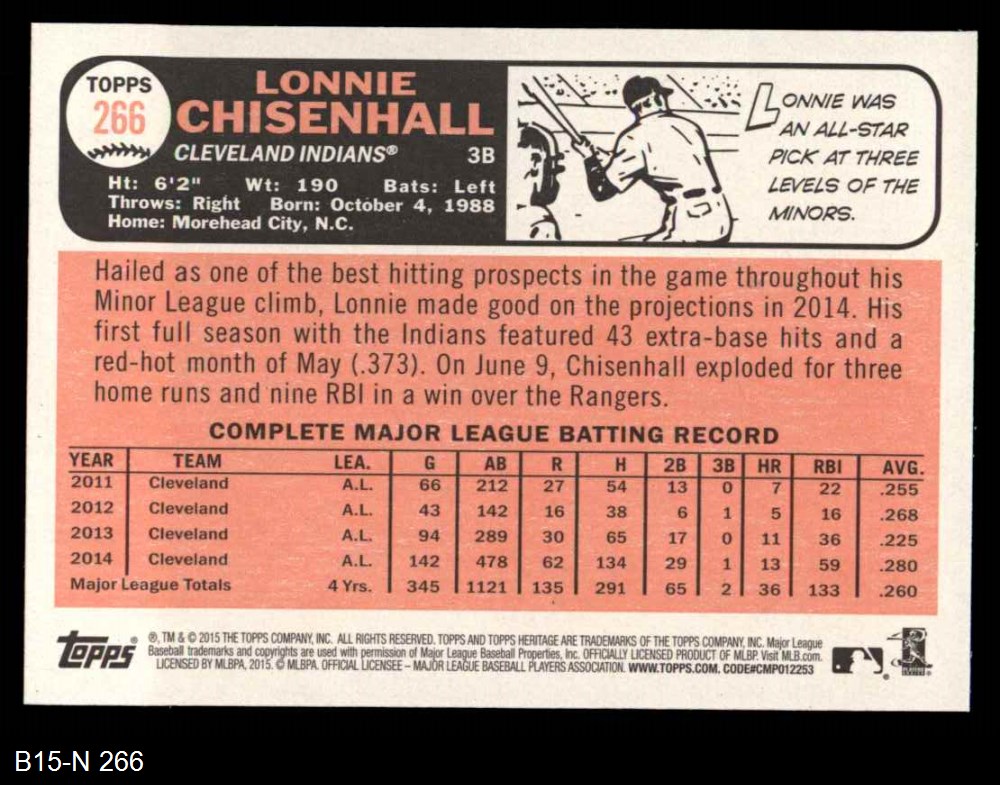 TOPPS
266
LONNIE
CHISENHALL
CLEVELAND INDIANS® 3B
Ht: 6'2" Wt: 190 Bats: Left
Throws: Right Born: October 4, 1988
Home: Morehead City, N.C.
LONNIE WAS
AN ALL-STAR
PICK AT THREE
LEVELS OF THE
MINORS.
Hailed as one of the best hitting prospects in the game throughout his
Minor League climb, Lonnie made good on the projections in 2014. His
first full season with the Indians featured 43 extra-base hits and a
red-hot month of May (.373). On June 9, Chisenhall exploded for three
home runs and nine RBI in a win over the Rangers.
COMPLETE MAJOR LEAGUE BATTING RECORD
YEAR TEAM LEA. G AB R H 2B 3B HR RBI AVG.
2011 Cleveland A.L. 66 212 27 54 13 0 7 22 .255
2012 Cleveland A.L. 43 142 16 38 6 1 5 16 .268
2013 Cleveland A.L. 94 289 30 65 17 0 11 36 .225
2014 Cleveland A.L. 142 478 62 134 29 1 13 59 .280
Major League Totals 4 Yrs. 345 1121 135 291 65 2 36 133 .260
topps ®, TM & © 2015 THE TOPPS COMPANY, INC. ALL RIGHTS RESERVED. TOPPS AND TOPPS HERITAGE ARE TRADEMARKS OF THE TOPPS COMPANY, INC. Major League
Baseball trademarks and copyrights are used with permission of Major League Baseball Properties, Inc. OFFICIALLY LICENSED PRODUCT OF MLBP. Visit MLB.com.
LICENSED BY MLBPA, 2015. © MLBPA. OFFICIAL LICENSEE – MAJOR LEAGUE BASEBALL PLAYERS ASSOCIATION. WWW.TOPPS.COM. CODE#CMP012253
B15-N 266